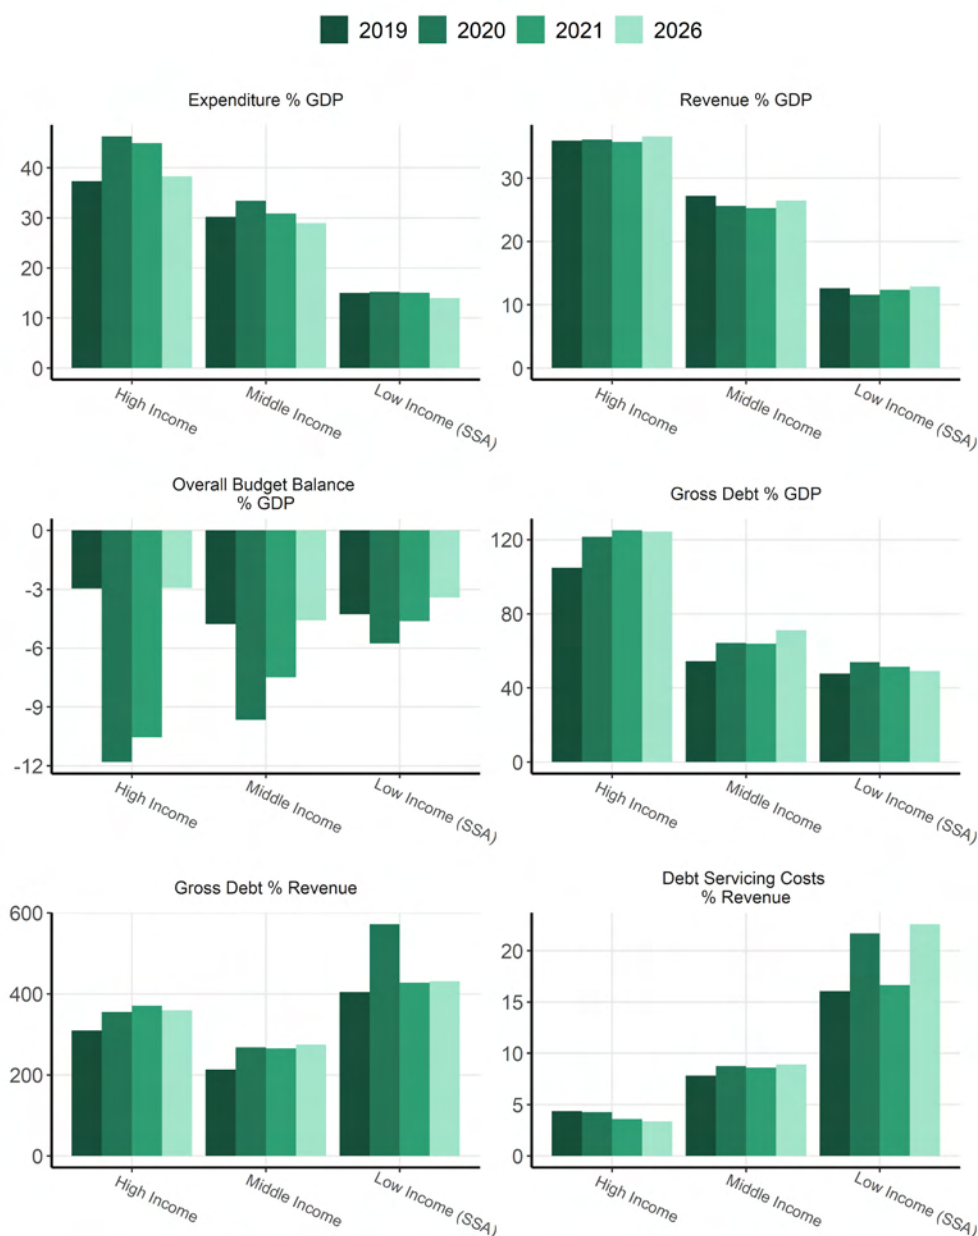 2019 2020 2021 2026
Expenditure % GDP
40
30
20
10
0
High Income
Middle Income
Low Income (SSA)
Revenue % GDP
30
20
10
0
High Income
Middle Income
Low Income (SSA)
Overall Budget Balance
% GDP
0
-3
-6
-9
-12
High Income
Middle Income
Low Income (SSA)
Gross Debt % GDP
120
80
40
0
High Income
Middle Income
Low Income (SSA)
Gross Debt % Revenue
600
400
200
0
High Income
Middle Income
Low Income (SSA)
Debt Servicing Costs
% Revenue
20
15
10
5
0
High Income
Middle Income
Low Income (SSA)